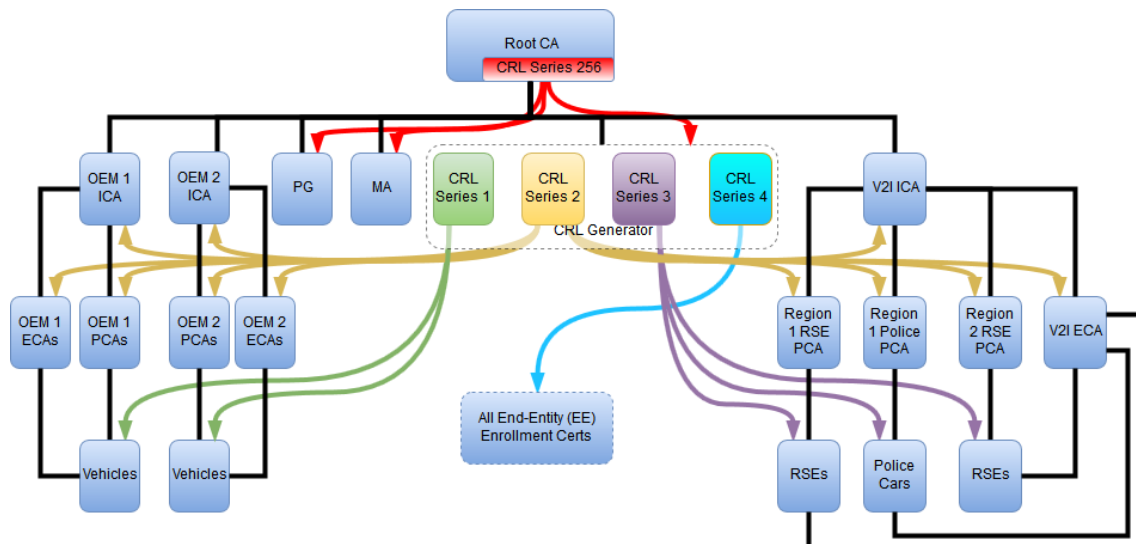 Root CA
CRL Series 256
OEM 1
ICA
OEM 2
ICA
PG
MA
CRL
Series 1
CRL
Series 2
CRL
Series 3
CRL
Series 4
V2I ICA
CRL Generator
OEM 1
ECAs
OEM 1
PCAs
OEM 2
PCAs
OEM 2
ECAs
Region
1 RSE
PCA
Region
1 Police
PCA
Region
2 RSE
PCA
V2I ECA
All End-Entity (EE)
Enrollment Certs
Vehicles
Vehicles
RSEs
Police
Cars
RSEs